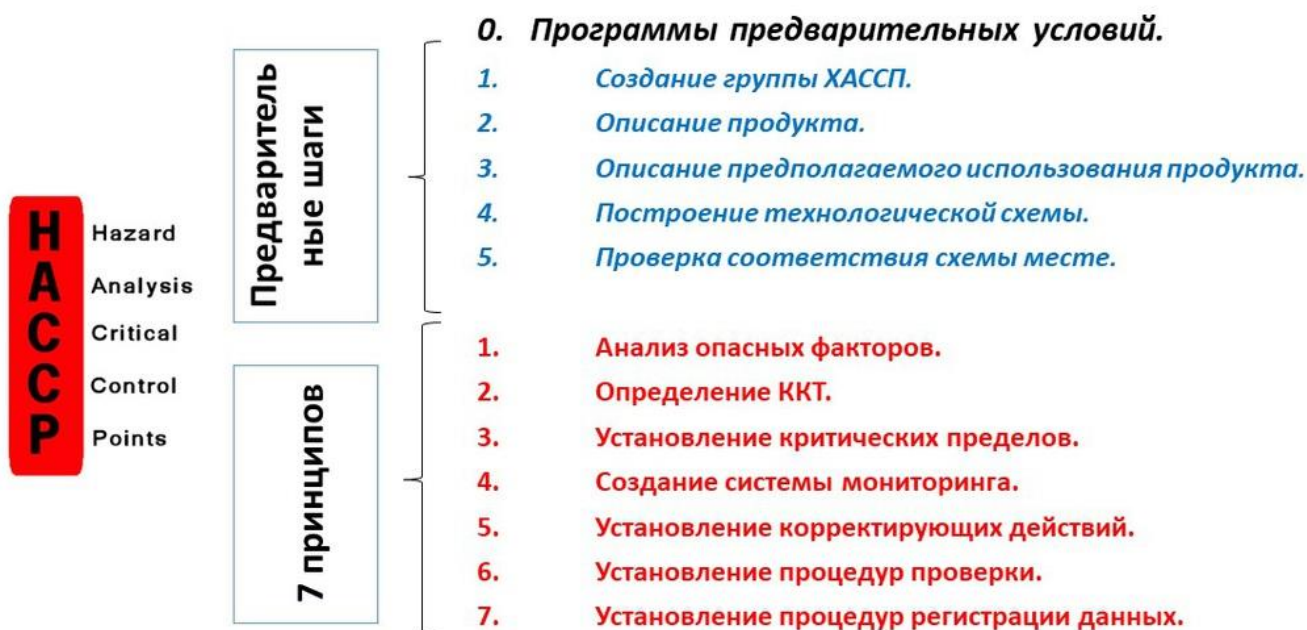 H Hazard
A Analysis
C Critical
C Control
P Points
Предваритель
ные шаги
0. Программы предварительных условий.
1. Создание группы ХАССП.
2. Описание продукта.
3. Описание предполагаемого использования продукта.
4. Построение технологической схемы.
5. Проверка соответствия схемы месте.
7 принципов
1. Анализ опасных факторов.
2. Определение ККТ.
3. Установление критических пределов.
4. Создание системы мониторинга.
5. Установление корректирующих действий.
6. Установление процедур проверки.
7. Установление процедур регистрации данных.